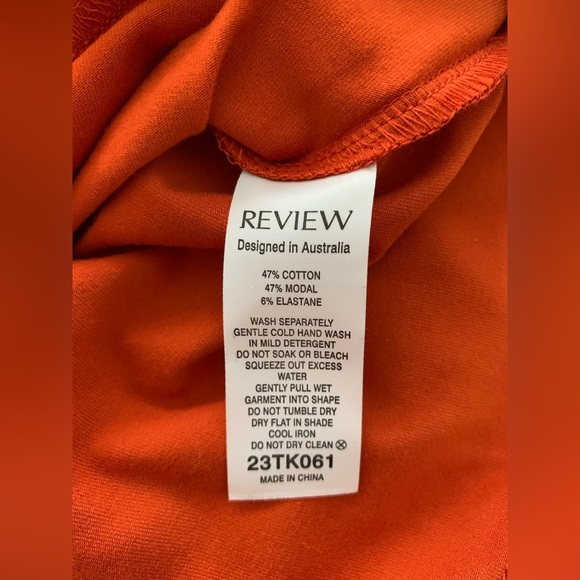 REVIEW
Designed in Australia
47% COTTON
47% MODAL
6% ELASTANE
WASH SEPARATELY
GENTLE COLD HAND WASH
IN MILD DETERGENT
DO NOT SOAK OR BLEACH
SQUEEZE OUT EXCESS
WATER
GENTLY PULL WET
GARMENT INTO SHAPE
DO NOT TUMBLE DRY
DRY FLAT IN SHADE
COOL IRON
DO NOT DRY CLEAN
23TK061
MADE IN CHINA